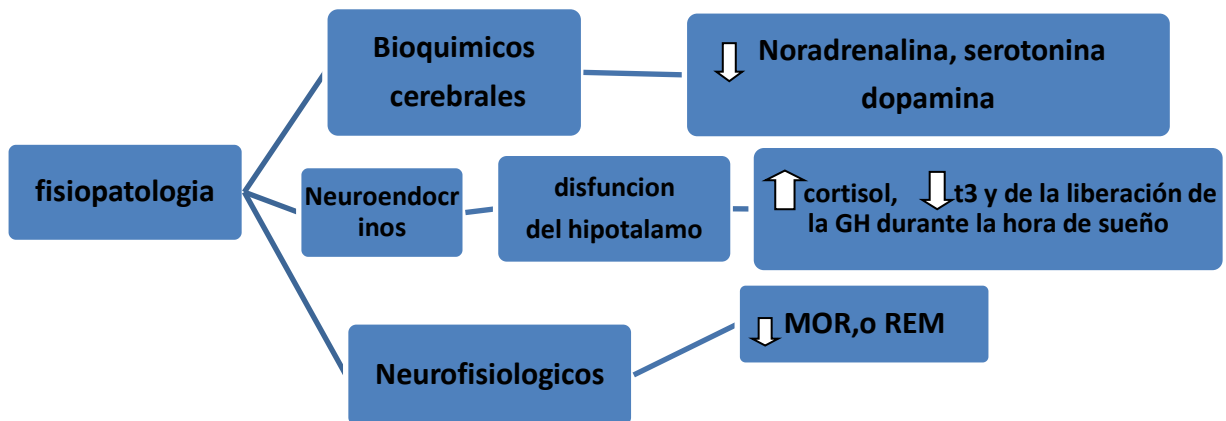 Bioquimicos
cerebrales
Noradrenalina, serotonina
dopamina
fisiopatologia
Neuroendocr
inos
disfuncion
del hipotalamo
cortisol, t3 y de la liberación de
la GH durante la hora de sueño
Neurofisiologicos
MOR,o REM